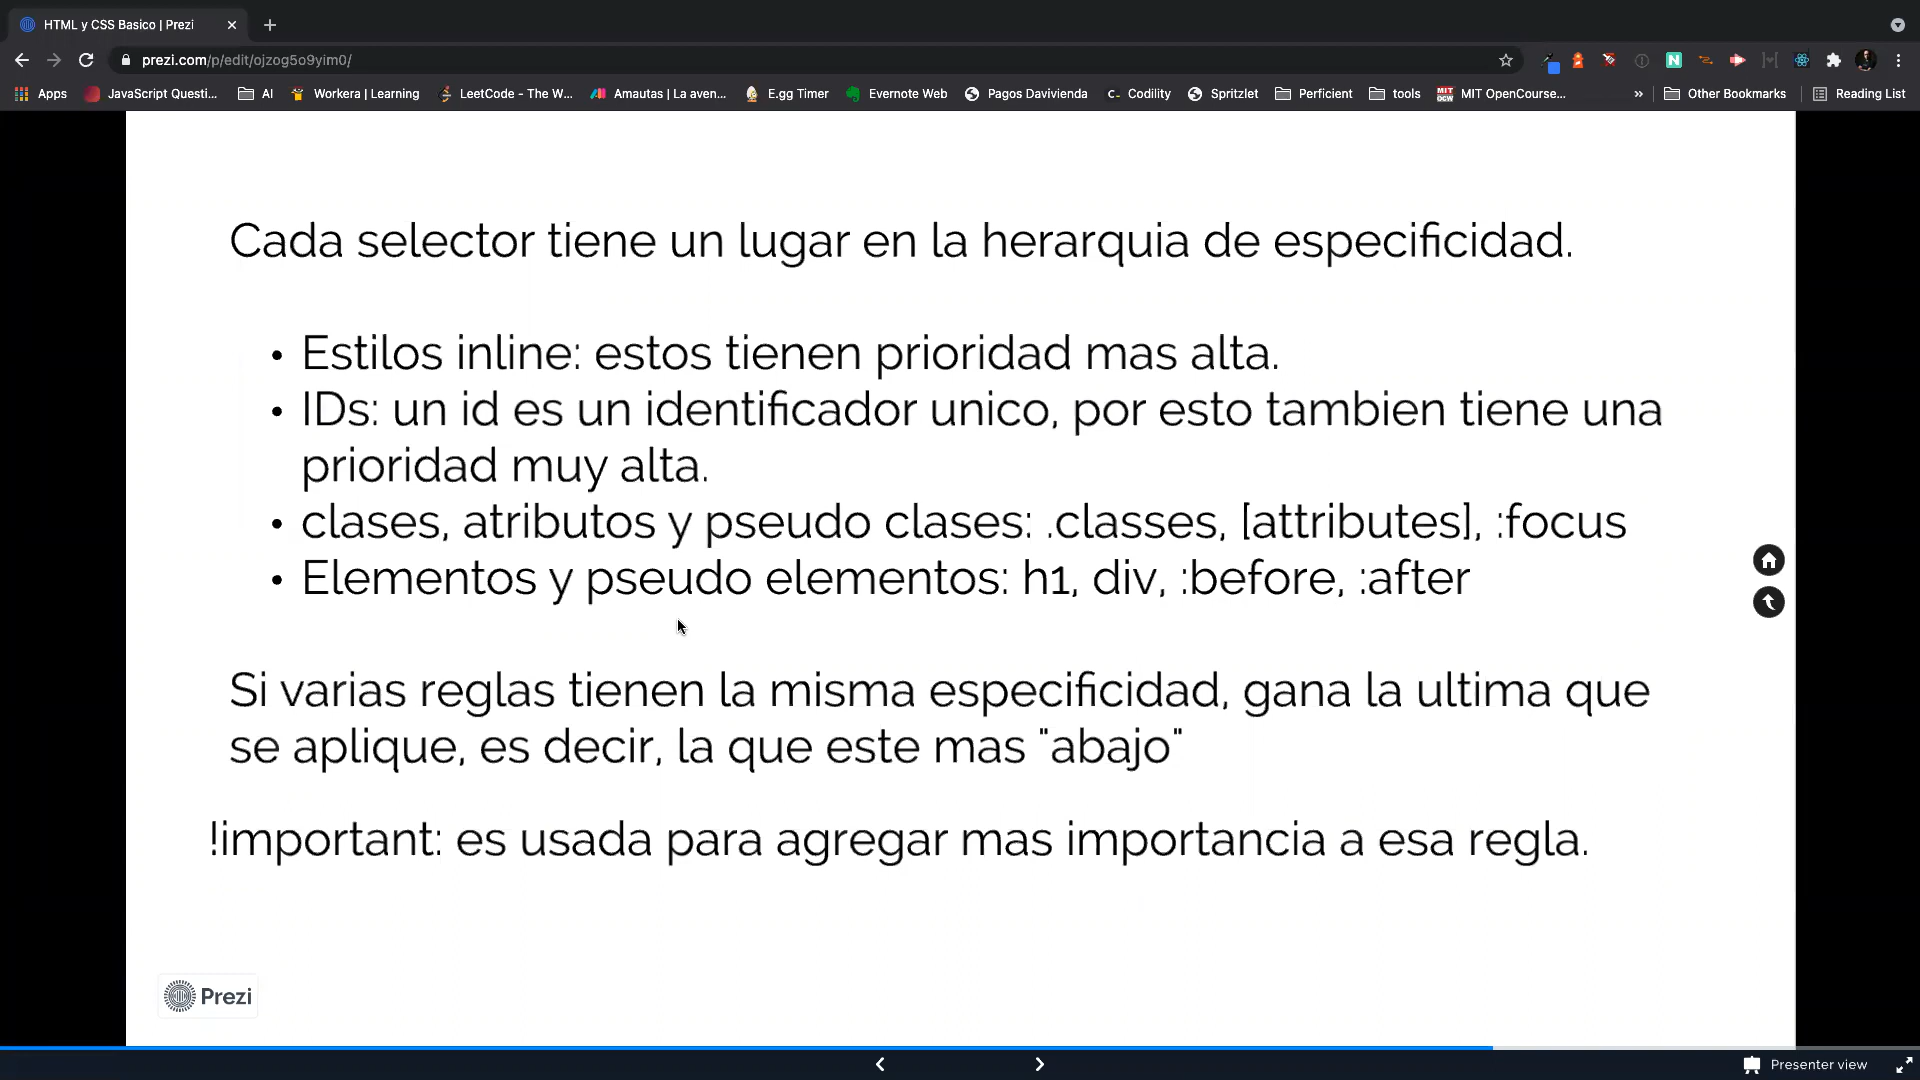 HTML y CSS Basico | Prezi
prezi.com/p/edit/ojzog5o9yim0/
Apps JavaScript Questi... AI Workera | Learning LeetCode - The W... Amautas | La aven... E.gg Timer Evernote Web Pagos Davivienda Codility Spritzlet Perficient tools MIT OpenCourse... » Other Bookmarks Reading List
Cada selector tiene un lugar en la herarquia de especificidad.
• Estilos inline: estos tienen prioridad mas alta.
• IDs: un id es un identificador unico, por esto tambien tiene una
prioridad muy alta.
• clases, atributos y pseudo clases: .classes, [attributes], :focus
• Elementos y pseudo elementos: h1, div, :before, :after
Si varias reglas tienen la misma especificidad, gana la ultima que
se aplique, es decir, la que este mas "abajo"
!important: es usada para agregar mas importancia a esa regla.
Prezi
Presenter view